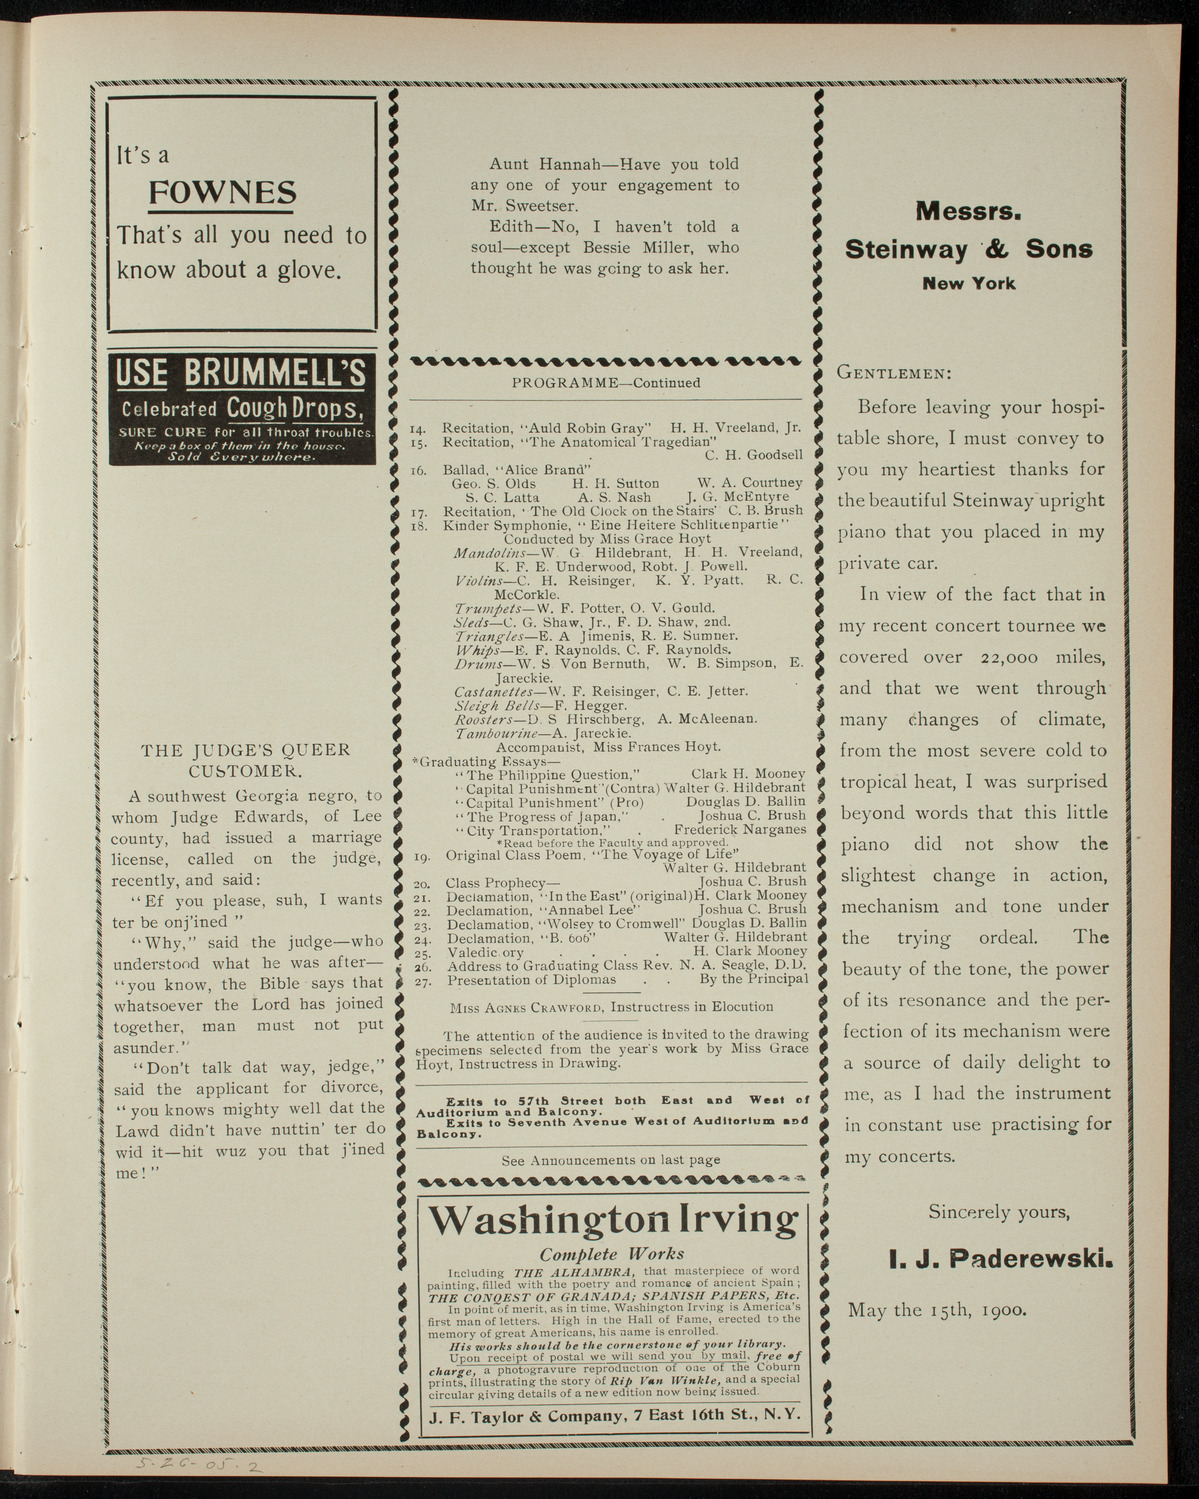 It's a
FOWNES
That's all you need to
know about a glove.
USE BRUMMELL'S
Celebrated Cough Drops,
SURE CURE for all throat troubles.
Keep a box of them in the house.
Sold Everywhere.
THE JUDGE'S QUEER
CUSTOMER.
A southwest Georgia negro, to
whom Judge Edwards, of Lee
county, had issued a marriage
license, called on the judge,
recently, and said:
"Ef you please, suh, I wants
ter be onj'ined "
"Why," said the judge—who
understood what he was after—
"you know, the Bible says that
whatsoever the Lord has joined
together, man must not put
asunder."
"Don't talk dat way, jedge,"
said the applicant for divorce,
"you knows mighty well dat the
Lawd didn't have nuttin' ter do
wid it—hit wuz you that j'ined
me!"
Aunt Hannah—Have you told
any one of your engagement to
Mr. Sweetser.
Edith—No, I haven't told a
soul—except Bessie Miller, who
thought he was going to ask her.
PROGRAMME—Continued
14. Recitation, "Auld Robin Gray" H. H. Vreeland, Jr.
15. Recitation, "The Anatomical Tragedian"
C. H. Goodsell
16. Ballad, "Alice Brand"
Geo. S. Olds H. H. Sutton W. A. Courtney
S. C. Latta A. S. Nash J. G. McEntyre
17. Recitation, ' The Old Clock on the Stairs' C. B. Brush
18. Kinder Symphonie, " Eine Heitere Schlittenpartie"
Conducted by Miss Grace Hoyt
Mandolins—W. G Hildebrant, H. H. Vreeland,
K. F. E. Underwood, Robt. J. Powell.
Violins—C. H. Reisinger, K. Y. Pyatt, R. C.
McCorkle.
Trumpets—W. F. Potter, O. V. Gould.
Sleds—C. G. Shaw, Jr., F. D. Shaw, 2nd.
Triangles—E. A Jimenis, R. E. Sumner.
Whips—E. F. Raynolds, C. F. Raynolds.
Drums—W. S Von Bernuth, W. B. Simpson, E.
Jareckie.
Castanettes—W. F. Reisinger, C. E. Jetter.
Sleigh Bells—F. Hegger.
Roosters—D. S Hirschberg, A. McAleenan.
Tambourine—A. Jareckie.
Accompanist, Miss Frances Hoyt.
*Graduating Essays—
"The Philippine Question," Clark H. Mooney
"Capital Punishment"(Contra) Walter G. Hildebrant
"Capital Punishment" (Pro) Douglas D. Ballin
"The Progress of Japan," . Joshua C. Brush
"City Transportation," . Frederick Narganes
*Read before the Faculty and approved.
19. Original Class Poem, "The Voyage of Life"
Walter G. Hildebrant
20. Class Prophecy— Joshua C. Brush
21. Declamation, "In the East" (original) H. Clark Mooney
22. Declamation, "Annabel Lee" Joshua C. Brush
23. Declamation, "Wolsey to Cromwell" Douglas D. Ballin
24. Declamation, "B. 606" Walter G. Hildebrant
25. Valedic ory . . . . H. Clark Mooney
26. Address to Graduating Class Rev. N. A. Seagle, D.D.
27. Presentation of Diplomas . . By the Principal
MISS AGNES CRAWFORD, Instructress in Elocution
The attention of the audience is invited to the drawing
specimens selected from the year's work by Miss Grace
Hoyt, Instructress in Drawing.
Exits to 57th Street both East and West of
Auditorium and Balcony.
Exits to Seventh Avenue West of Auditorium and
Balcony.
See Announcements on last page
Washington Irving
Complete Works
Including THE ALHAMBRA, that masterpiece of word
painting, filled with the poetry and romance of ancient Spain;
THE CONQEST OF GRANADA; SPANISH PAPERS, Etc.
In point of merit, as in time, Washington Irving is America's
first man of letters. High in the Hall of Fame, erected to the
memory of great Americans, his name is enrolled.
His works should be the cornerstone of your library.
Upon receipt of postal we will send you by mail, free of
charge, a photogravure reproduction of one of the Coburn
prints, illustrating the story of Rip Van Winkle, and a special
circular giving details of a new edition now being issued.
J. F. Taylor & Company, 7 East 16th St., N. Y.
Messrs.
Steinway & Sons
New York
GENTLEMEN:
Before leaving your hospi-
table shore, I must convey to
you my heartiest thanks for
the beautiful Steinway upright
piano that you placed in my
private car.
In view of the fact that in
my recent concert tournee we
covered over 22,000 miles,
and that we went through
many changes of climate,
from the most severe cold to
tropical heat, I was surprised
beyond words that this little
piano did not show the
slightest change in action,
mechanism and tone under
the trying ordeal. The
beauty of the tone, the power
of its resonance and the per-
fection of its mechanism were
a source of daily delight to
me, as I had the instrument
in constant use practising for
my concerts.
Sincerely yours,
I. J. Paderewski.
May the 15th, 1900.
5-26-05-2